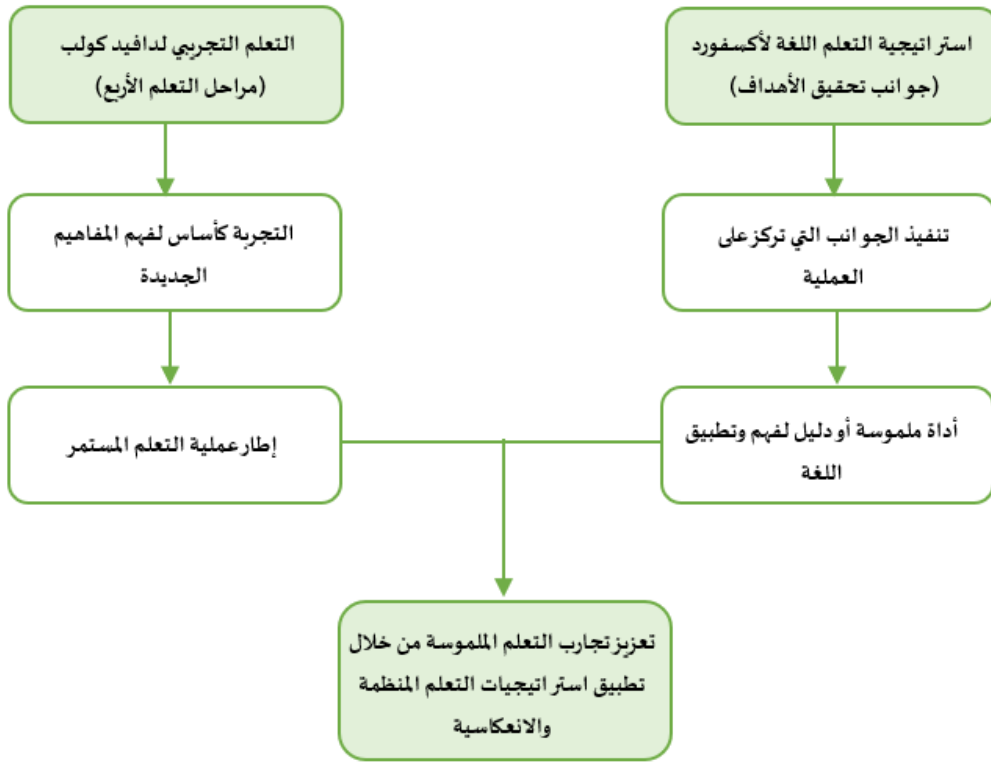 استراتيجية التعلم اللغة لأكسفورد
(جوانب تحقيق الأهداف)
التعلم التجريبي لدافيد كولب
(مراحل التعلم الأربع)
تنفيذ الجوانب التي تركز على
العملية
التجربة كأساس لفهم المفاهيم
الجديدة
أداة ملموسة أو دليل لفهم وتطبيق
اللغة
إطار عملية التعلم المستمر
تعزيز تجارب التعلم الملموسة من خلال
تطبيق استراتيجيات التعلم المنظمة
والانعكاسية